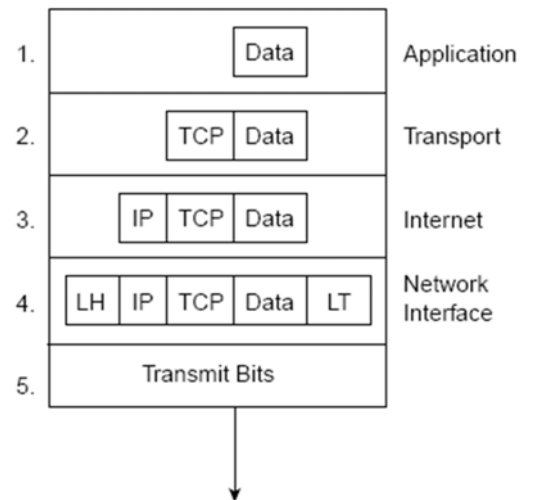 1. Data Application
2. TCP Data Transport
3. IP TCP Data Internet
4. LH IP TCP Data LT Network
Interface
5. Transmit Bits